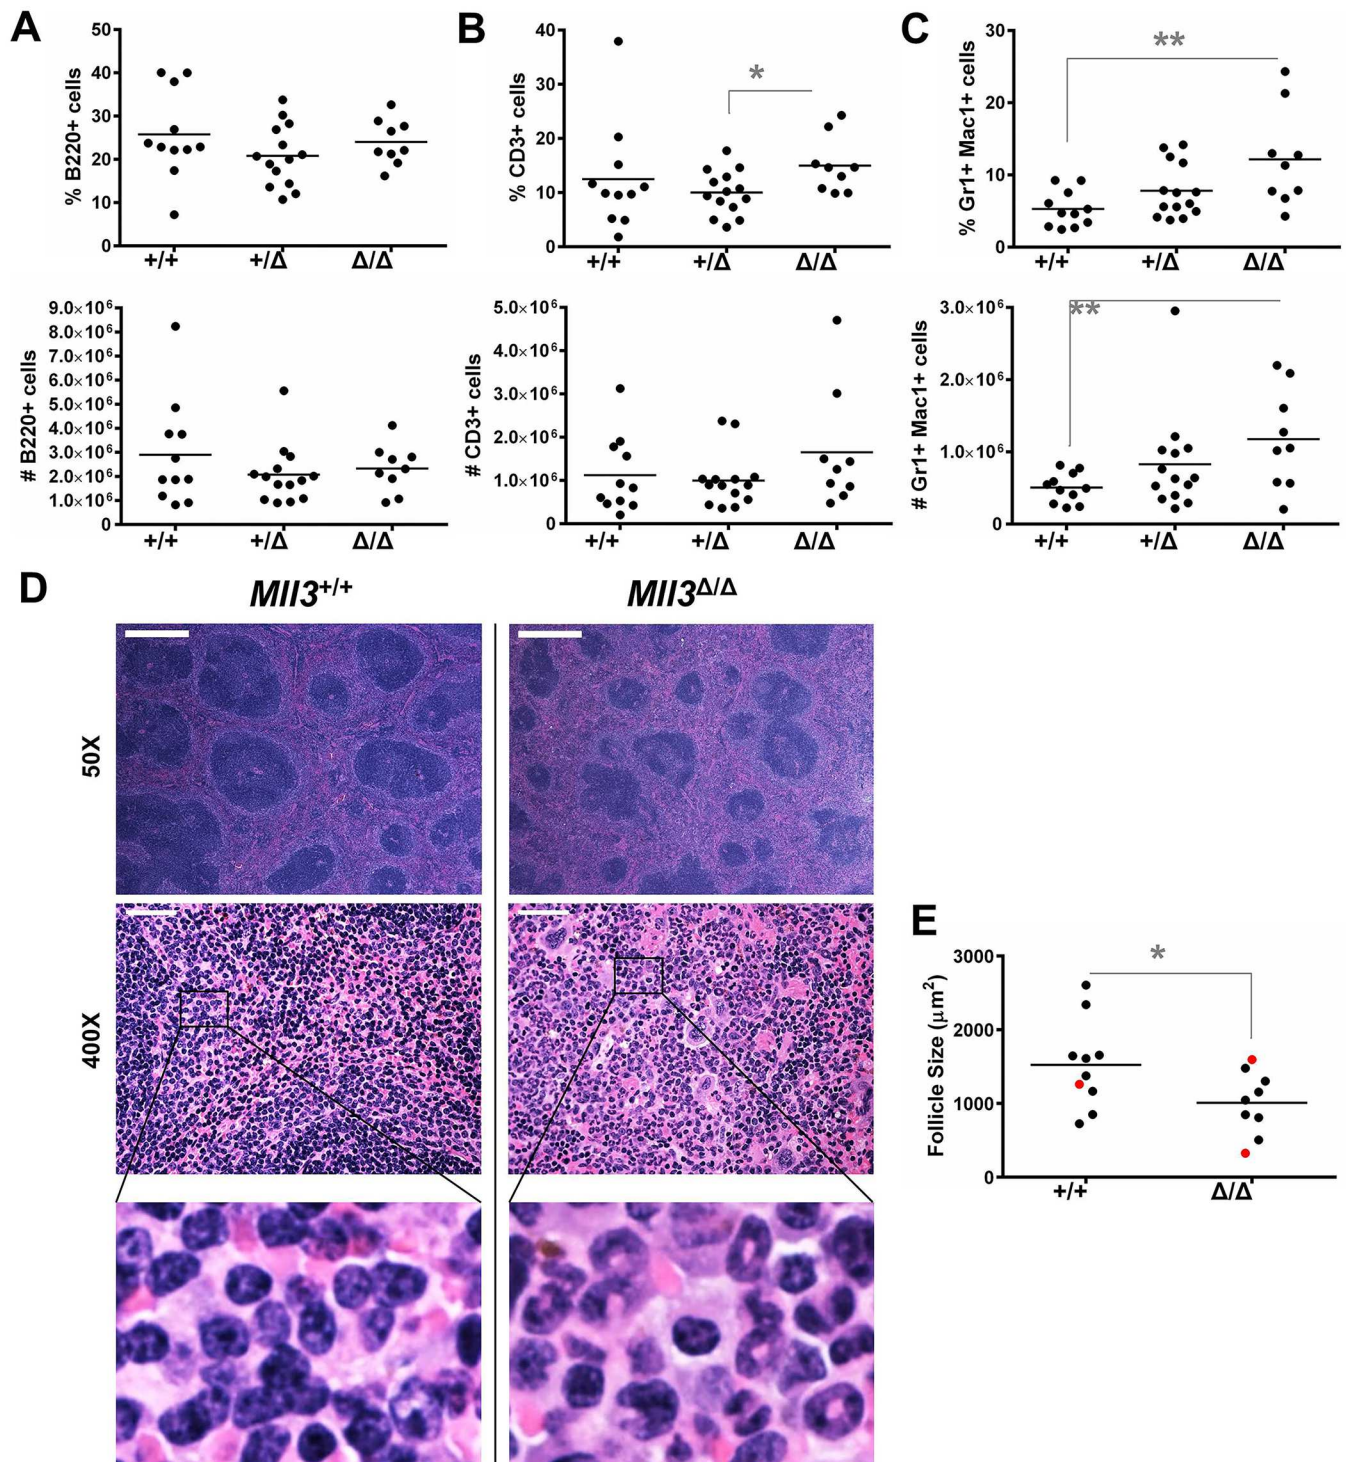 A
50
40
30
20
10
0
% B220+ cells
+/+ +/Δ Δ/Δ
B
40
30
20
10
0
% CD3+ cells
*
+/+ +/Δ Δ/Δ
C
30
20
10
0
% Gr1+ Mac1+ cells
**
+/+ +/Δ Δ/Δ
9.0×10⁶
8.0×10⁶
7.0×10⁶
6.0×10⁶
5.0×10⁶
4.0×10⁶
3.0×10⁶
2.0×10⁶
1.0×10⁶
0
# B220+ cells
+/+ +/Δ Δ/Δ
5.0×10⁶
4.0×10⁶
3.0×10⁶
2.0×10⁶
1.0×10⁶
0
# CD3+ cells
+/+ +/Δ Δ/Δ
3.0×10⁶
2.0×10⁶
1.0×10⁶
0
# Gr1+ Mac1+ cells
**
+/+ +/Δ Δ/Δ
D
Mll3+/+ Mll3Δ/Δ
50X
400X
E
3000
2000
1000
0
Follicle Size (μm²)
*
+/+ Δ/Δ